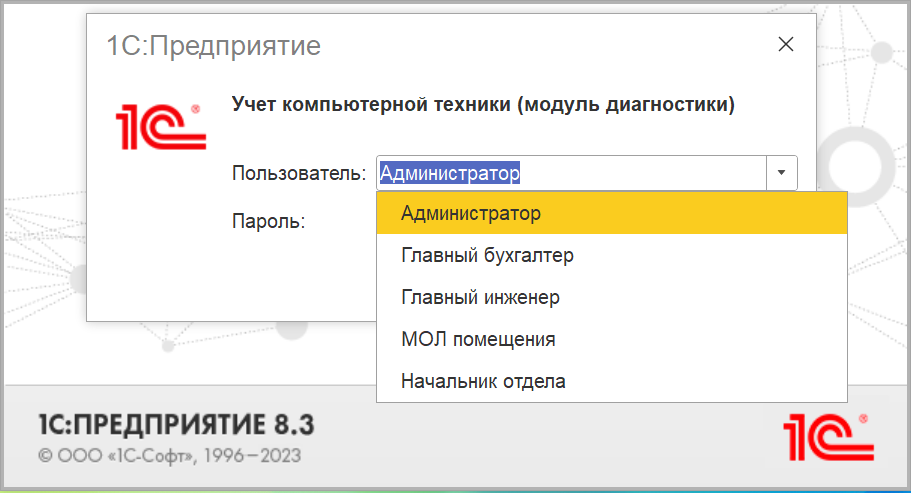 1С:Предприятие
1С®
Учет компьютерной техники (модуль диагностики)
Пользователь: Администратор
Пароль:
Администратор
Главный бухгалтер
Главный инженер
МОЛ помещения
Начальник отдела
1С:ПРЕДПРИЯТИЕ 8.3
© ООО «1С-Софт», 1996–2023
1С®